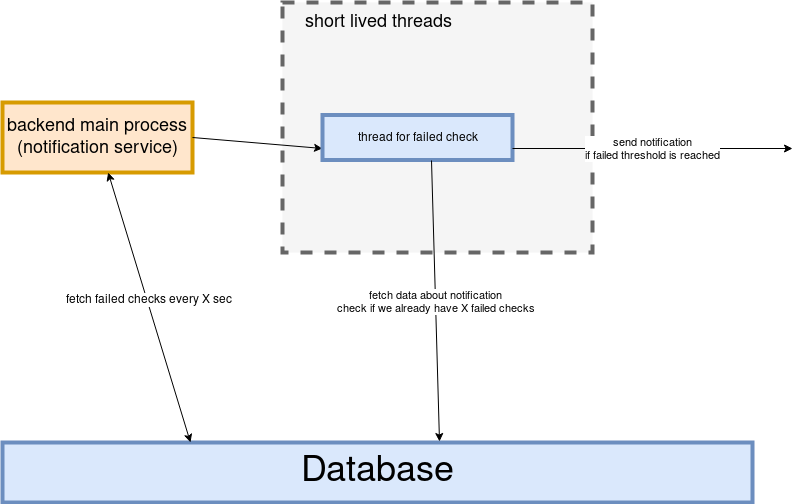 short lived threads
backend main process
(notification service)
thread for failed check
send notification
if failed threshold is reached
fetch failed checks every X sec
fetch data about notification
check if we already have X failed checks
Database